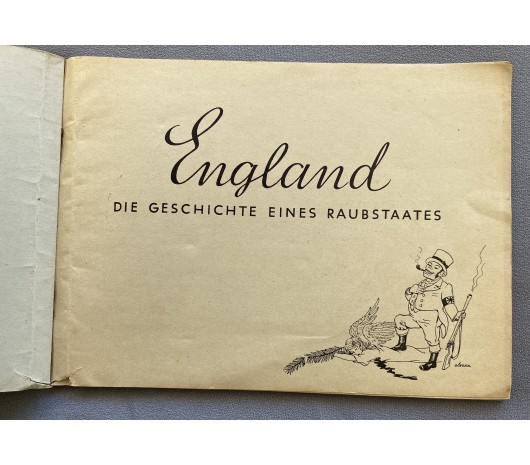 England
DIE GESCHICHTE EINES RAUBSTAATES